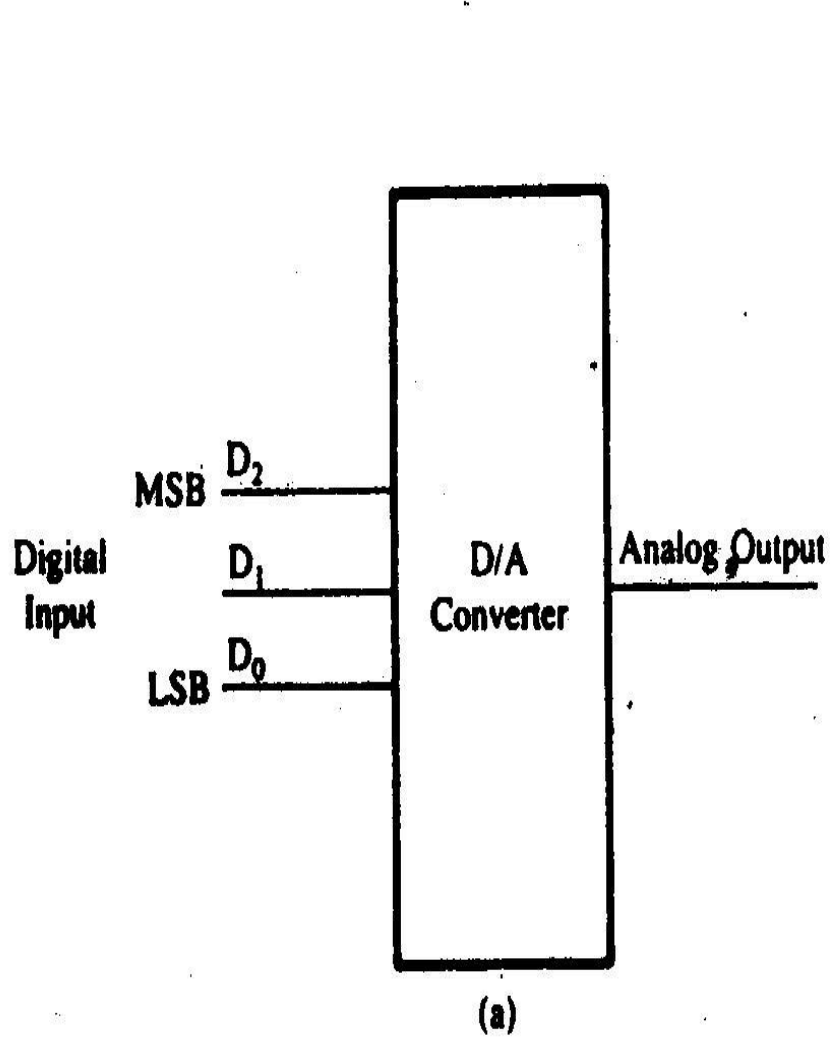 D₂
MSB
Digital
Input
D₁
D₀
LSB
D/A
Converter
Analog Output
(a)